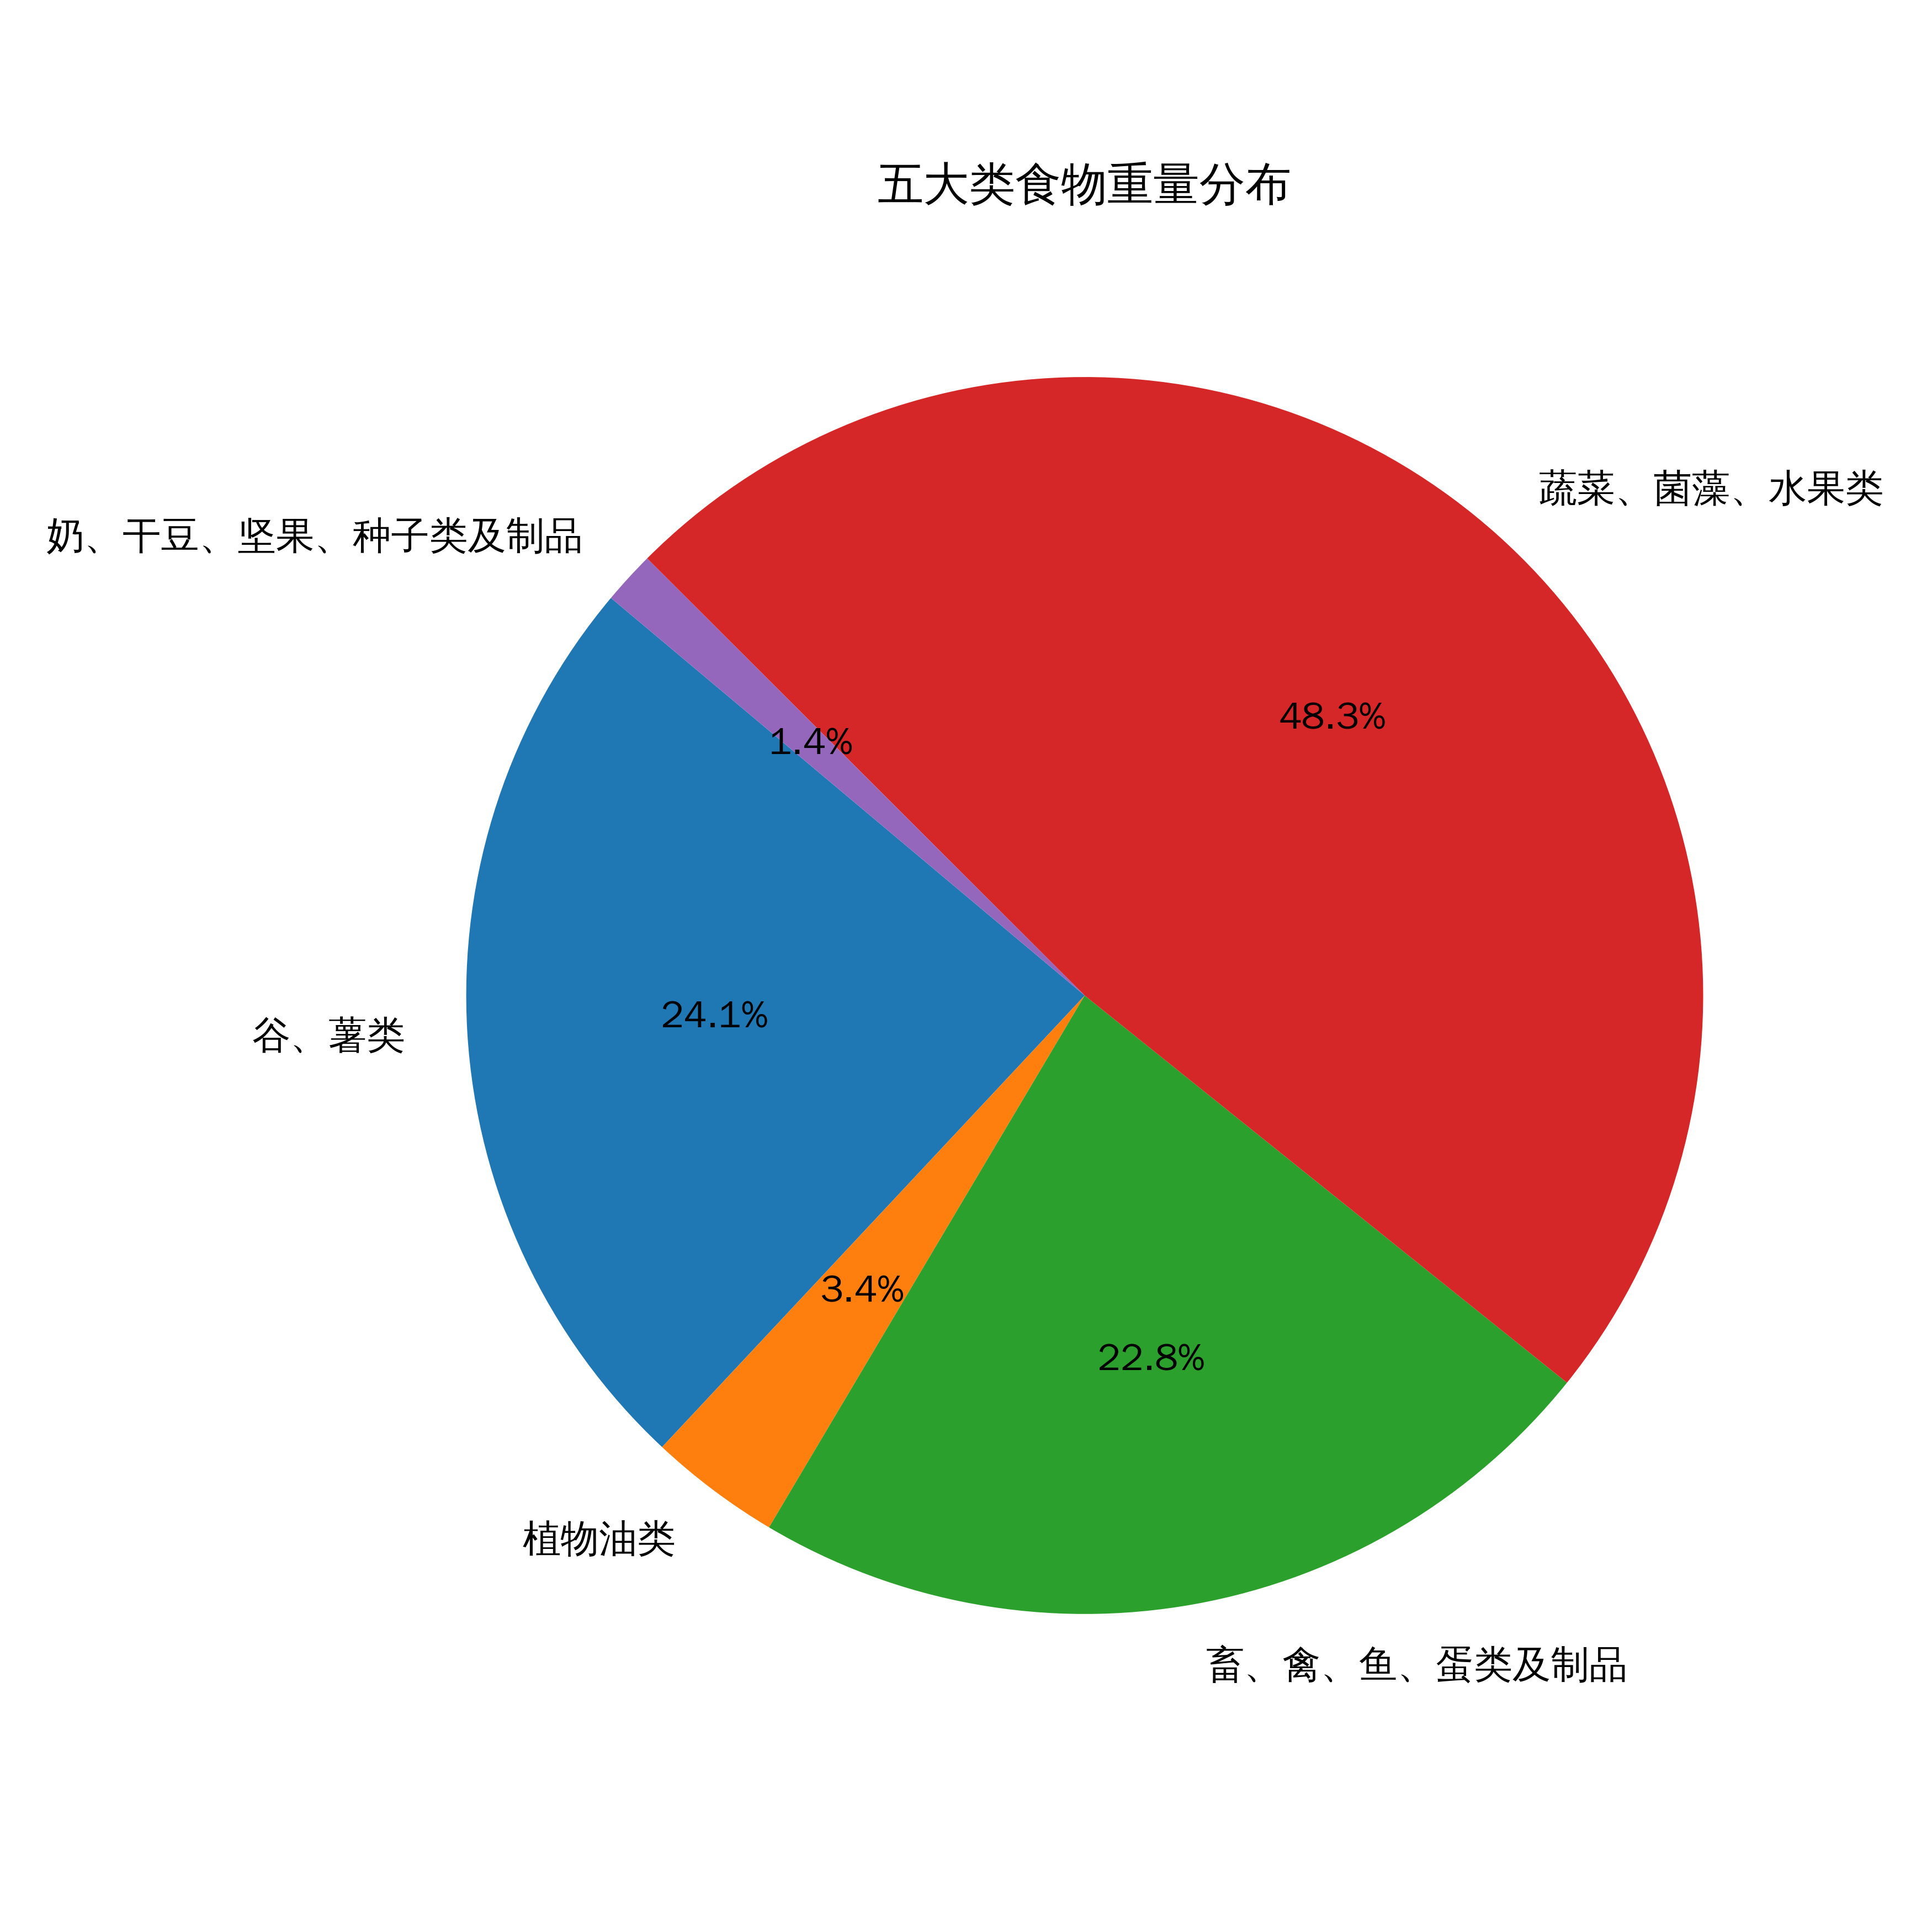 五大类食物重量分布
蔬菜、菌藻、水果类
奶、干豆、坚果、种子类及制品
48.3%
1.4%
24.1%
谷、薯类
3.4%
22.8%
植物油类
畜、禽、鱼、蛋类及制品